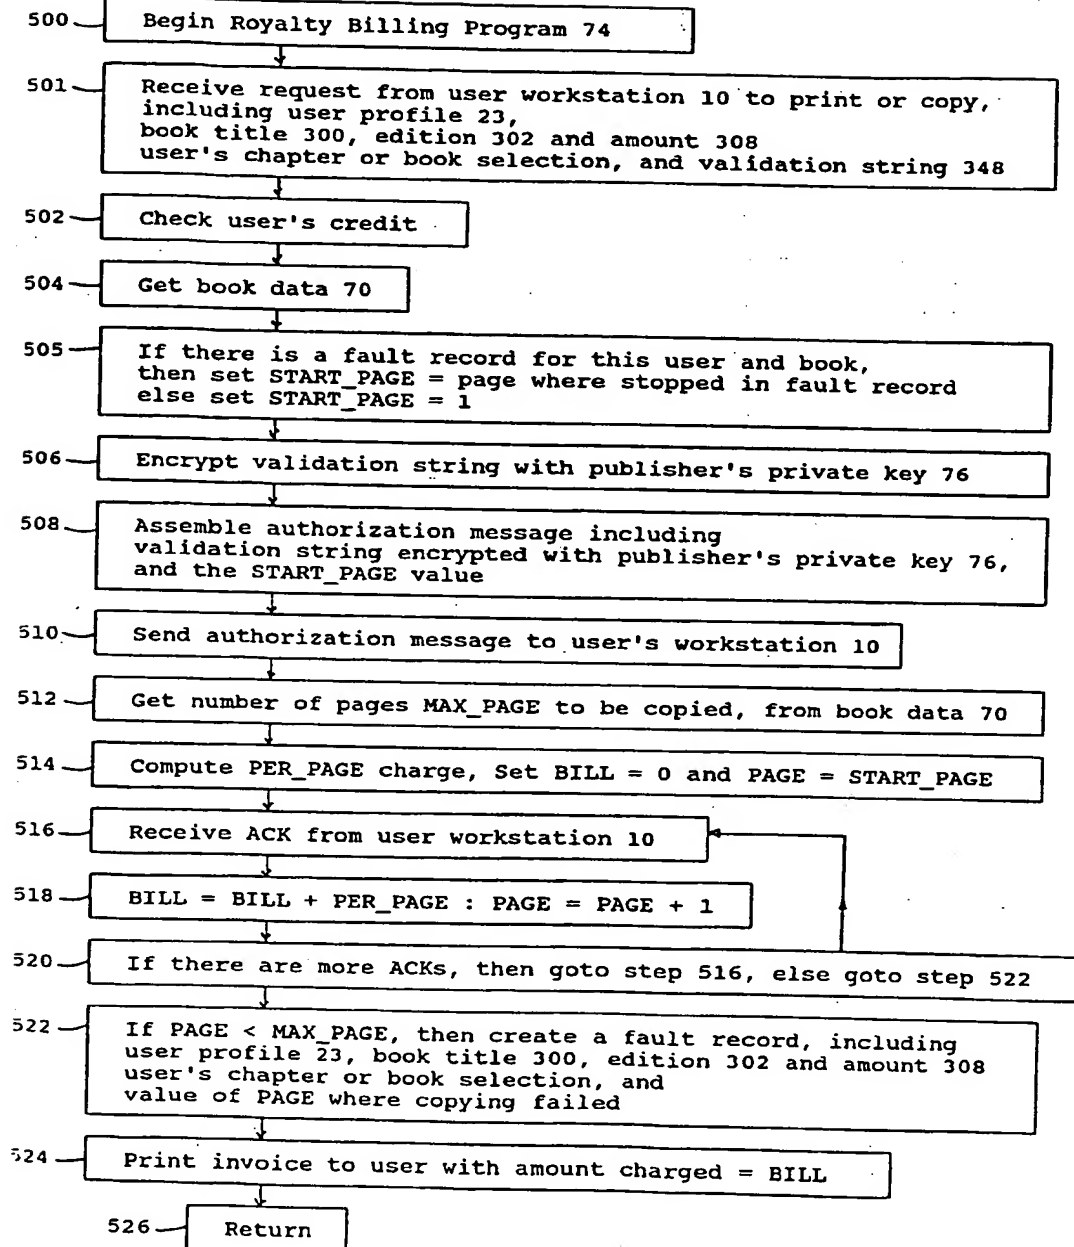 500 Begin Royalty Billing Program 74
501 Receive request from user workstation 10 to print or copy,
including user profile 23,
book title 300, edition 302 and amount 308
user's chapter or book selection, and validation string 348
502 Check user's credit
504 Get book data 70
505 If there is a fault record for this user and book,
then set START_PAGE = page where stopped in fault record
else set START_PAGE = 1
506 Encrypt validation string with publisher's private key 76
508 Assemble authorization message including
validation string encrypted with publisher's private key 76,
and the START_PAGE value
510 Send authorization message to user's workstation 10
512 Get number of pages MAX_PAGE to be copied, from book data 70
514 Compute PER_PAGE charge, Set BILL = 0 and PAGE = START_PAGE
516 Receive ACK from user workstation 10
518 BILL = BILL + PER_PAGE : PAGE = PAGE + 1
520 If there are more ACKs, then goto step 516, else goto step 522
522 If PAGE < MAX_PAGE, then create a fault record, including
user profile 23, book title 300, edition 302 and amount 308
user's chapter or book selection, and
value of PAGE where copying failed
524 Print invoice to user with amount charged = BILL
526 Return